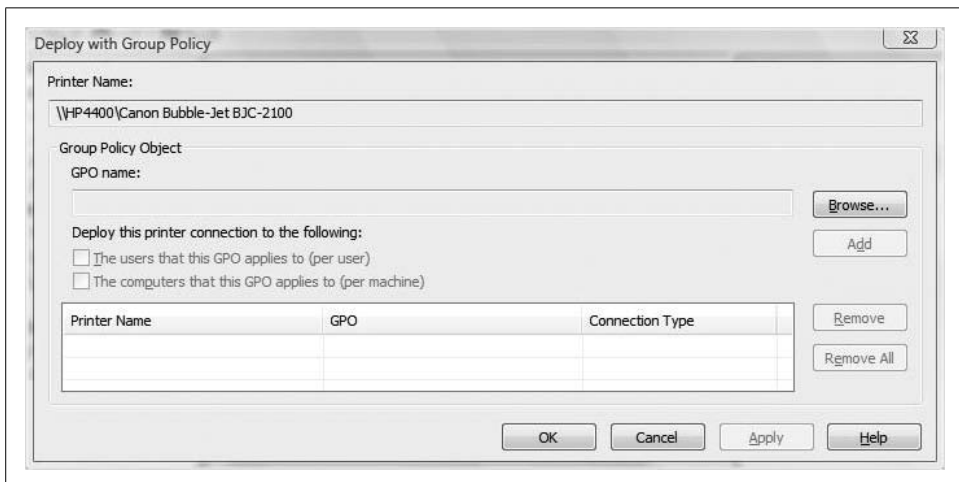 Deploy with Group Policy
Printer Name:
\\HP4400\Canon Bubble-Jet BJC-2100
Group Policy Object
GPO name:
Browse...
Deploy this printer connection to the following:
Add
The users that this GPO applies to (per user)
The computers that this GPO applies to (per machine)
Printer Name GPO Connection Type
Remove
Remove All
OK Cancel Apply Help